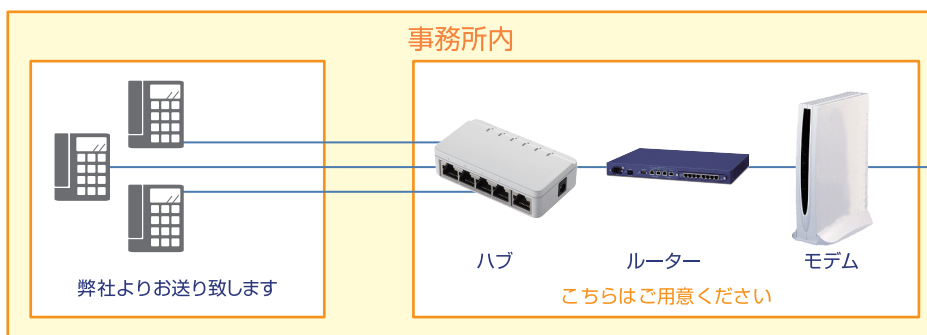 事務所内
弊社よりお送り致します
ハブ
ルーター
モデム
こちらはご用意ください